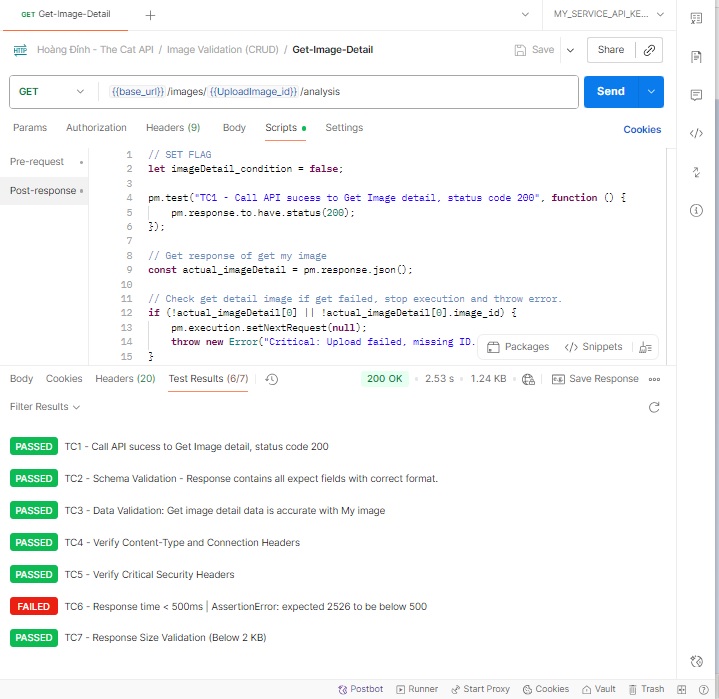 GET Get-Image-Detail
MY_SERVICE_API_KE...
HTTP Hoàng Đình - The Cat API / Image Validation (CRUD) / Get-Image-Detail
Save
Share
GET
{{base_url}} /images/ {{UploadImage_id}} /analysis
Send
Params Authorization Headers (9) Body Scripts Settings Cookies
Pre-request
Post-response
1 // SET FLAG
2 let imageDetail_condition = false;
3
4 pm.test("TC1 - Call API sucess to Get Image detail, status code 200", function () {
5 pm.response.to.have.status(200);
6 });
7
8 // Get response of get my image
9 const actual_imageDetail = pm.response.json();
10
11 // Check get detail image if get failed, stop execution and throw error.
12 if (!actual_imageDetail[0] || !actual_imageDetail[0].image_id) {
13 pm.execution.setNextRequest(null);
14 throw new Error("Critical: Upload failed, missing ID.
15 }
Packages </> Snippets
Body Cookies Headers (20) Test Results (6/7)
200 OK 2.53 s 1.24 KB Save Response
Filter Results
PASSED TC1 - Call API sucess to Get Image detail, status code 200
PASSED TC2 - Schema Validation - Response contains all expect fields with correct format.
PASSED TC3 - Data Validation: Get image detail data is accurate with My image
PASSED TC4 - Verify Content-Type and Connection Headers
PASSED TC5 - Verify Critical Security Headers
FAILED TC6 - Response time < 500ms | AssertionError: expected 2526 to be below 500
PASSED TC7 - Response Size Validation (Below 2 KB)
Postbot Runner Start Proxy Cookies Vault Trash